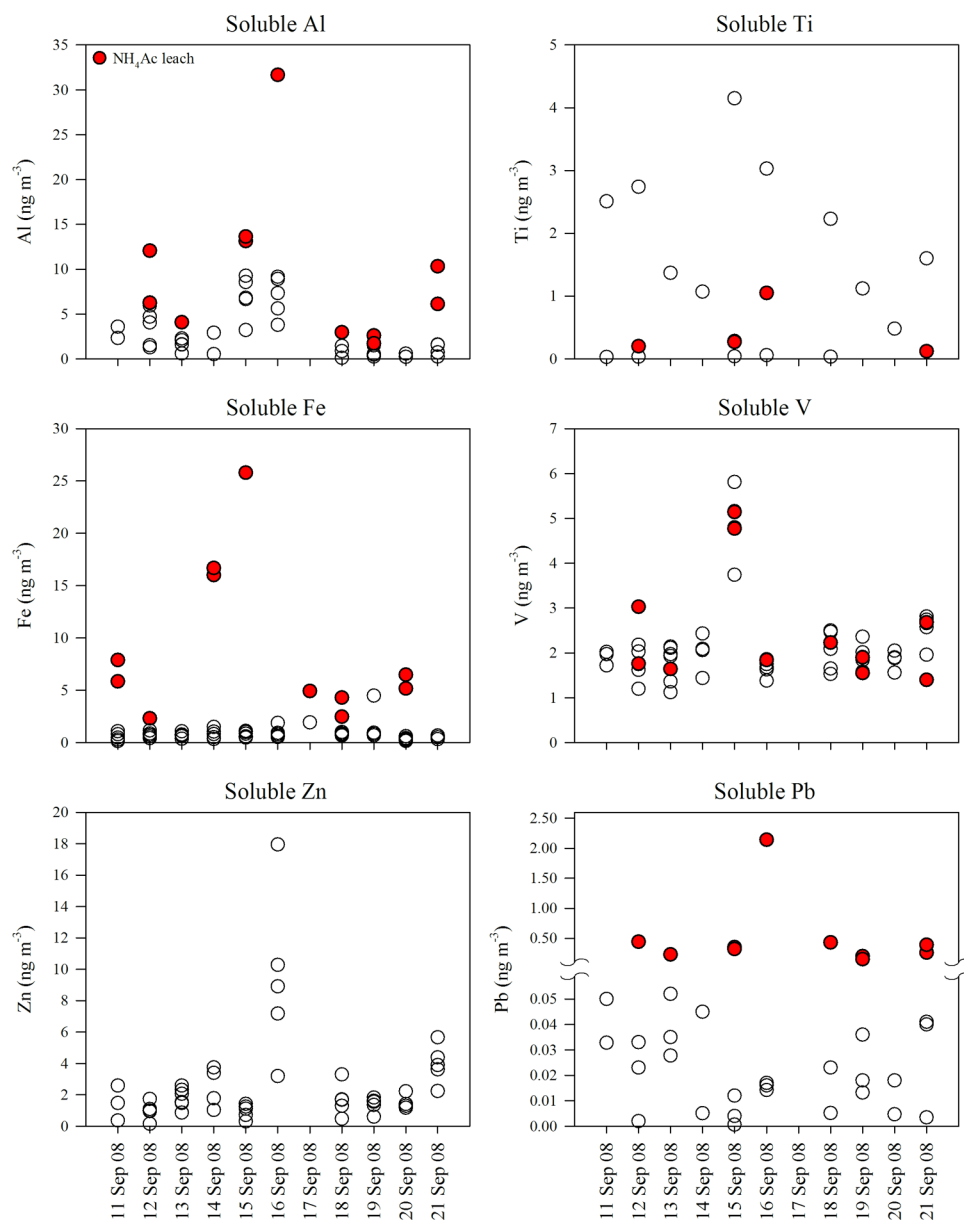 Soluble Al
Soluble Ti
35
30
25
20
15
10
5
0
Al (ng m⁻³)
NH₄Ac leach
5
4
3
2
1
0
Ti (ng m⁻³)
Soluble Fe
Soluble V
30
25
20
15
10
5
0
Fe (ng m⁻³)
7
6
5
4
3
2
1
0
V (ng m⁻³)
Soluble Zn
Soluble Pb
20
18
16
14
12
10
8
6
4
2
0
Zn (ng m⁻³)
2.50
2.00
1.50
1.00
0.50
0.05
0.04
0.03
0.02
0.01
0.00
Pb (ng m⁻³)
11 Sep 08
12 Sep 08
13 Sep 08
14 Sep 08
15 Sep 08
16 Sep 08
17 Sep 08
18 Sep 08
19 Sep 08
20 Sep 08
21 Sep 08
11 Sep 08
12 Sep 08
13 Sep 08
14 Sep 08
15 Sep 08
16 Sep 08
17 Sep 08
18 Sep 08
19 Sep 08
20 Sep 08
21 Sep 08